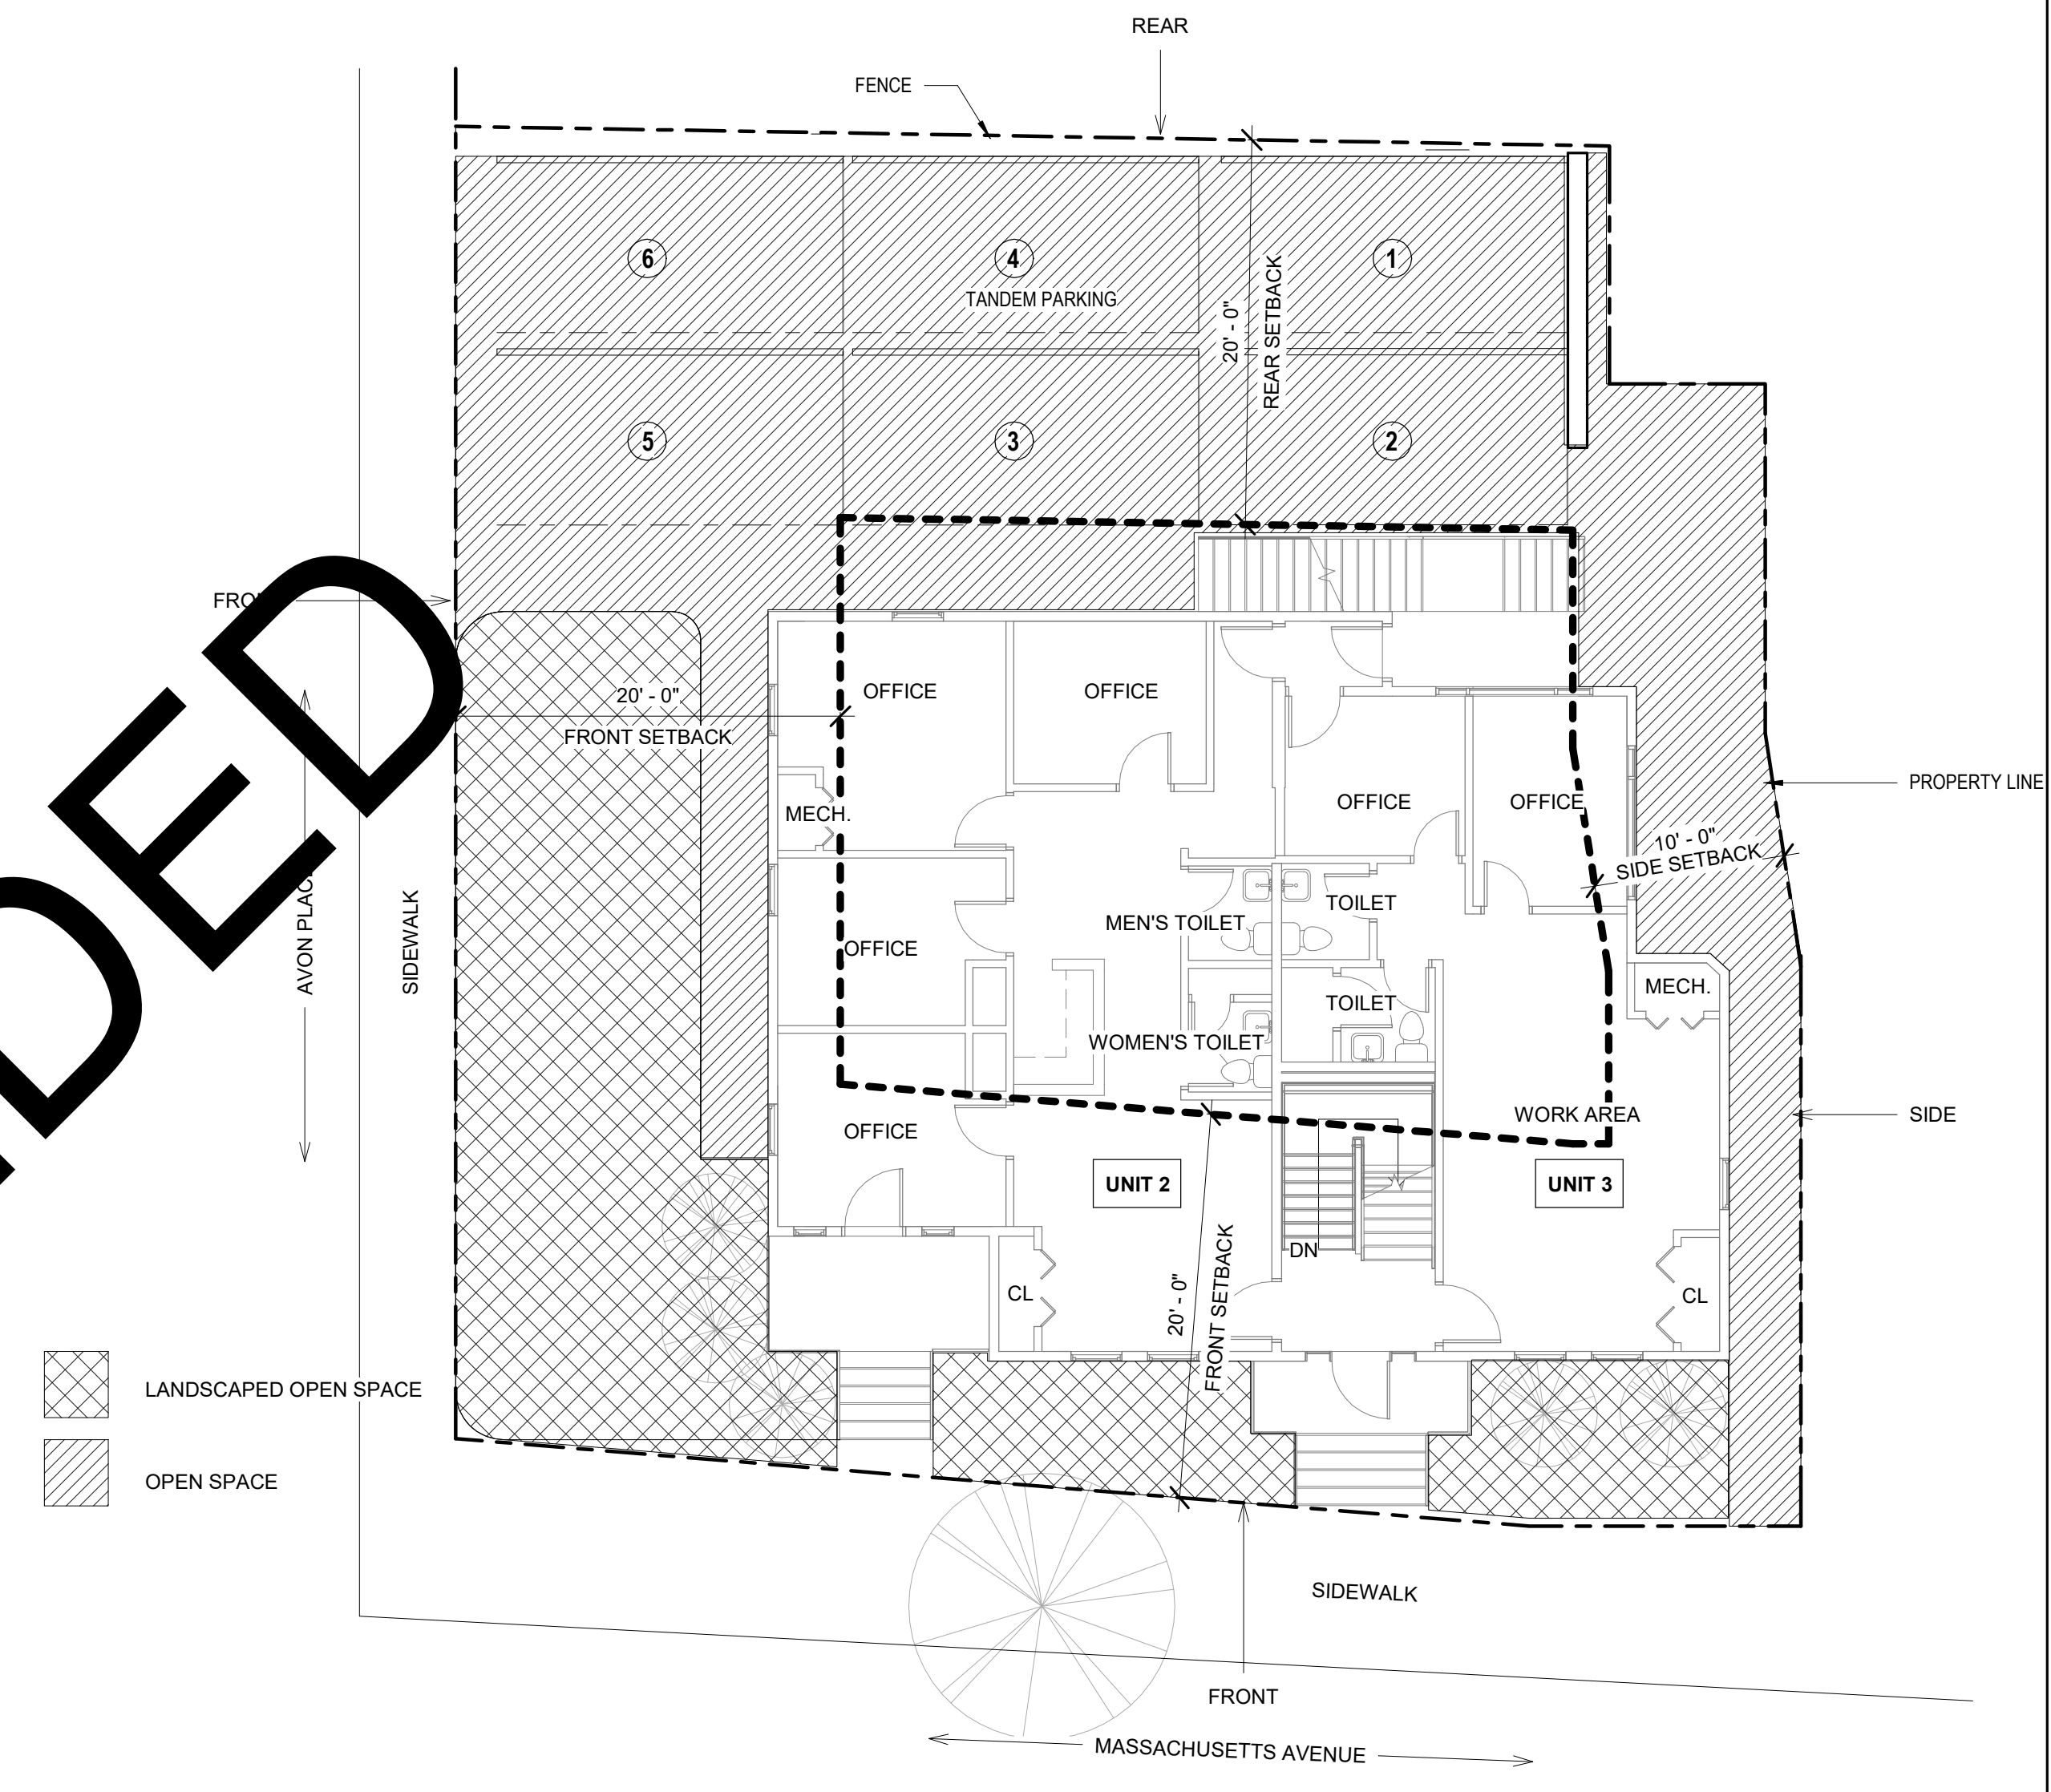 REAR
FENCE
6
4
1
TANDEM PARKING
20' - 0"
REAR SETBACK
5
3
2
20' - 0"
FRONT SETBACK
OFFICE
OFFICE
OFFICE
OFFICE
MECH.
PROPERTY LINE
10' - 0"
SIDE SETBACK
SIDEWALK
OFFICE
MEN'S TOILET
TOILET
TOILET
WOMEN'S TOILET
MECH.
OFFICE
WORK AREA
SIDE
UNIT 2
UNIT 3
DN
20' - 0"
FRONT SETBACK
CL
CL
LANDSCAPED OPEN SPACE
OPEN SPACE
SIDEWALK
FRONT
MASSACHUSETTS AVENUE
AVON PLAC
FRO
DED